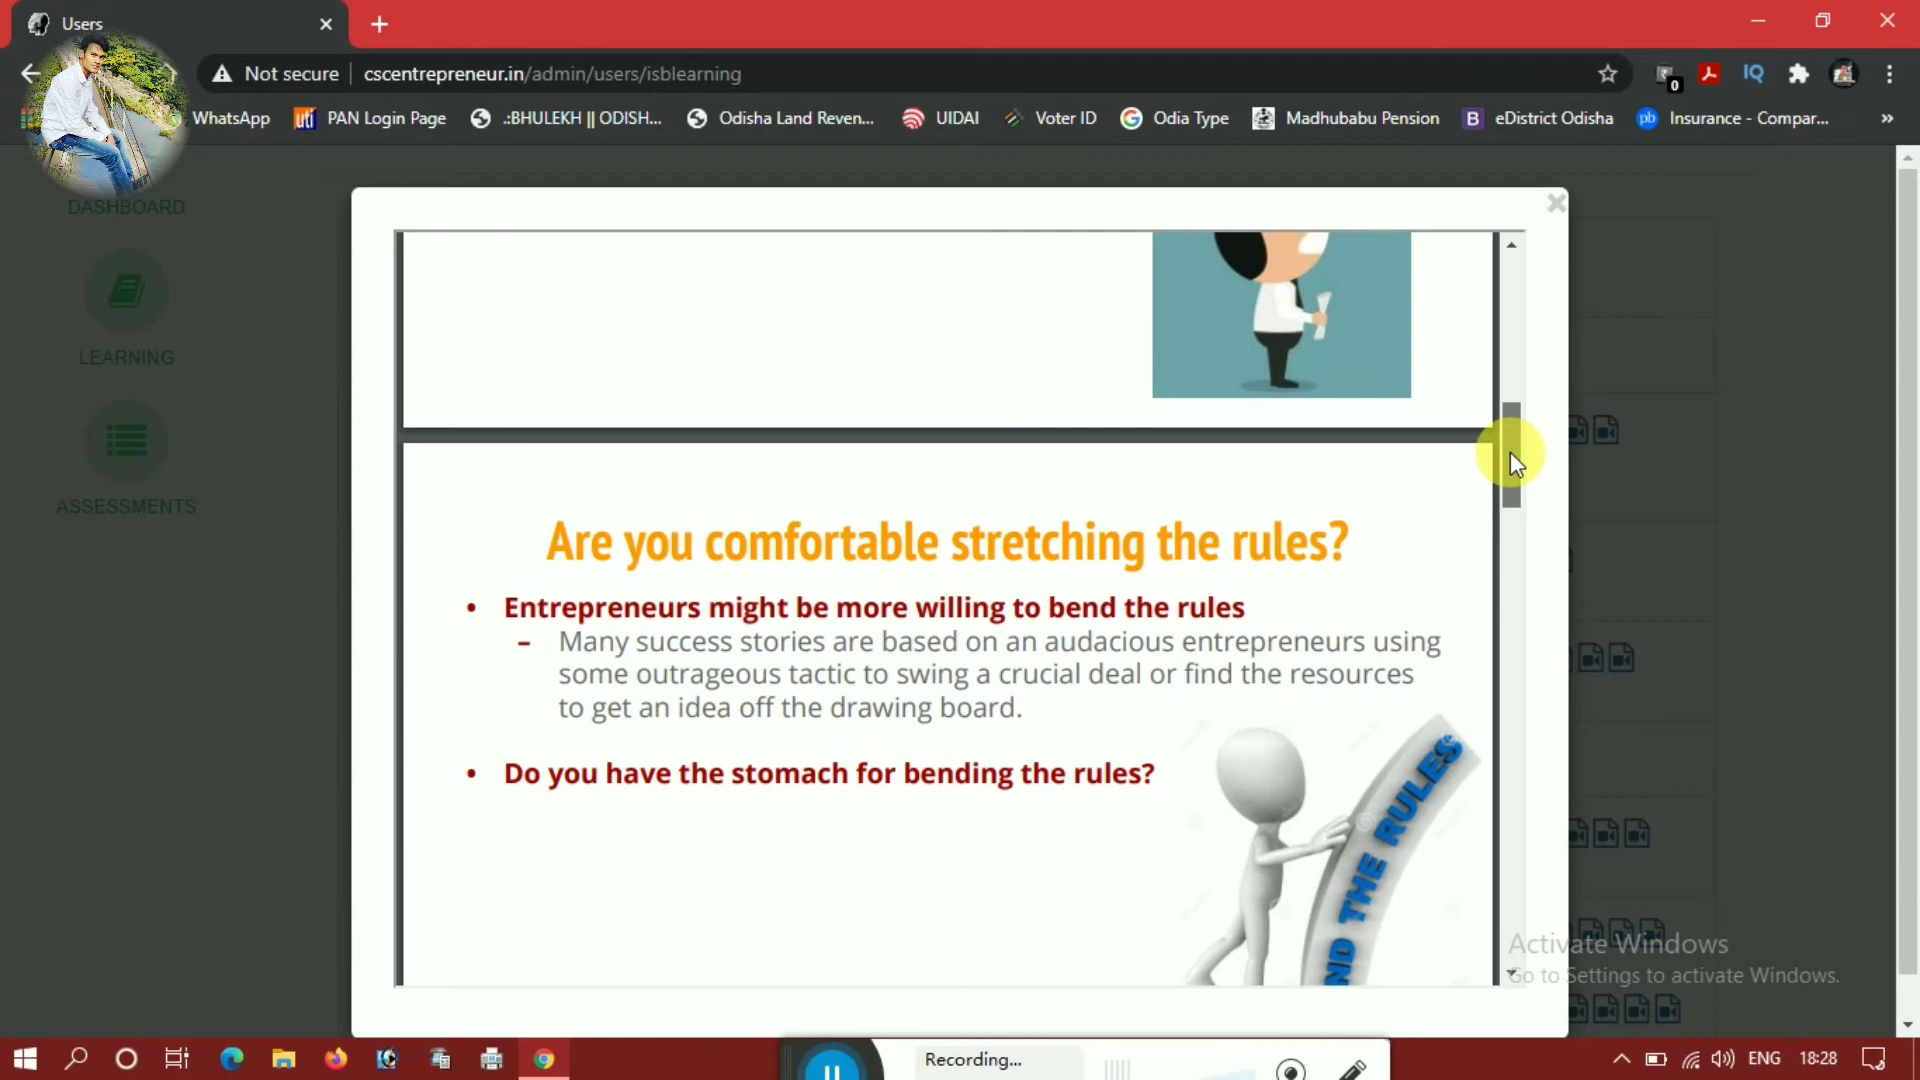 Users
Not secure
cscentrepreneur.in/admin/users/isblearning
0
IQ
WhatsApp
uti
PAN Login Page
.:BHULEKH || ODISH...
Odisha Land Reven...
UIDAI
Voter ID
Odia Type
Madhubabu Pension
B
eDistrict Odisha
pb
Insurance - Compar...
»
DASHBOARD
LEARNING
ASSESSMENTS
Are you comfortable stretching the rules?
• Entrepreneurs might be more willing to bend the rules
– Many success stories are based on an audacious entrepreneurs using
some outrageous tactic to swing a crucial deal or find the resources
to get an idea off the drawing board.
• Do you have the stomach for bending the rules?
ND THE RULES
Activate Windows
Go to Settings to activate Windows.
Recording...
ENG
18:28